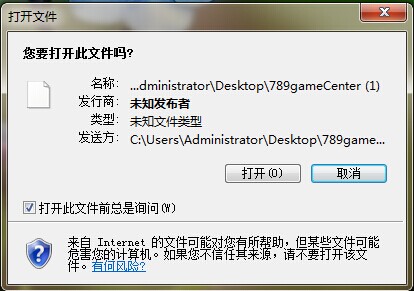 打开文件
您要打开此文件吗?
名称: ...dministrator\Desktop\789gameCenter (1)
发行商: 未知发布者
类型: 未知文件类型
发送方: C:\Users\Administrator\Desktop\789game...
打开(O)
取消
打开此文件前总是询问(W)
来自 Internet 的文件可能对您有所帮助，但某些文件可能
危害您的计算机。如果您不信任其来源，请不要打开该文
件。有何风险?